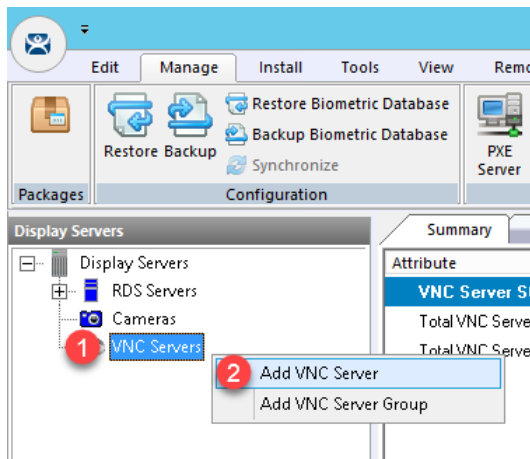 Edit Manage Install Tools View Remo
Restore Biometric Database
Backup Biometric Database
Restore Backup
Synchronize
PXE
Server
Packages
Configuration
Display Servers
Summary
Display Servers
Attribute
RDS Servers
VNC Server S
Cameras
Total VNC Serve
1
VNC Servers
Total VNC Serve
2
Add VNC Server
Add VNC Server Group